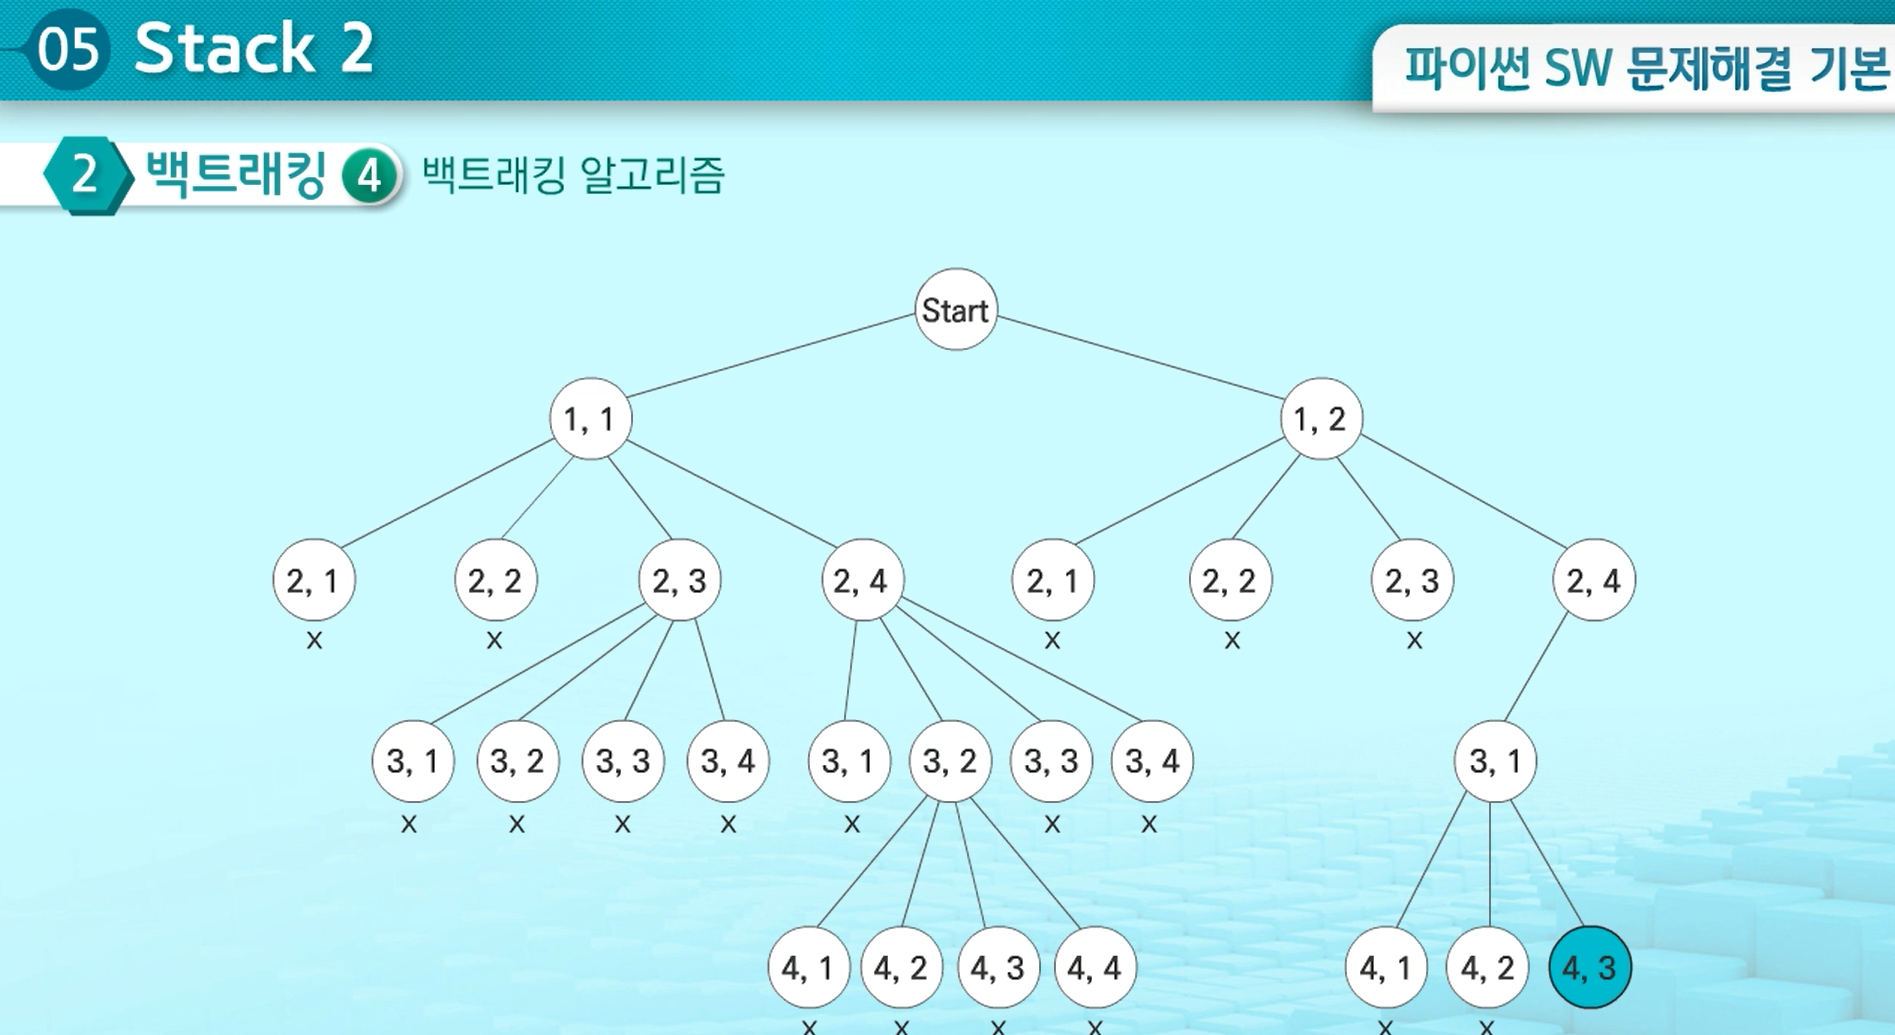 05 Stack 2
파이썬 SW 문제해결 기본
2 백트래킹 4 백트래킹 알고리즘
Start
1, 1 1, 2
2, 1 2, 2 2, 3 2, 4 2, 1 2, 2 2, 3 2, 4
x x x x x
3, 1 3, 2 3, 3 3, 4 3, 1 3, 2 3, 3 3, 4 3, 1
x x x x x x x
4, 1 4, 2 4, 3 4, 4 4, 1 4, 2 4, 3
x x x x x x